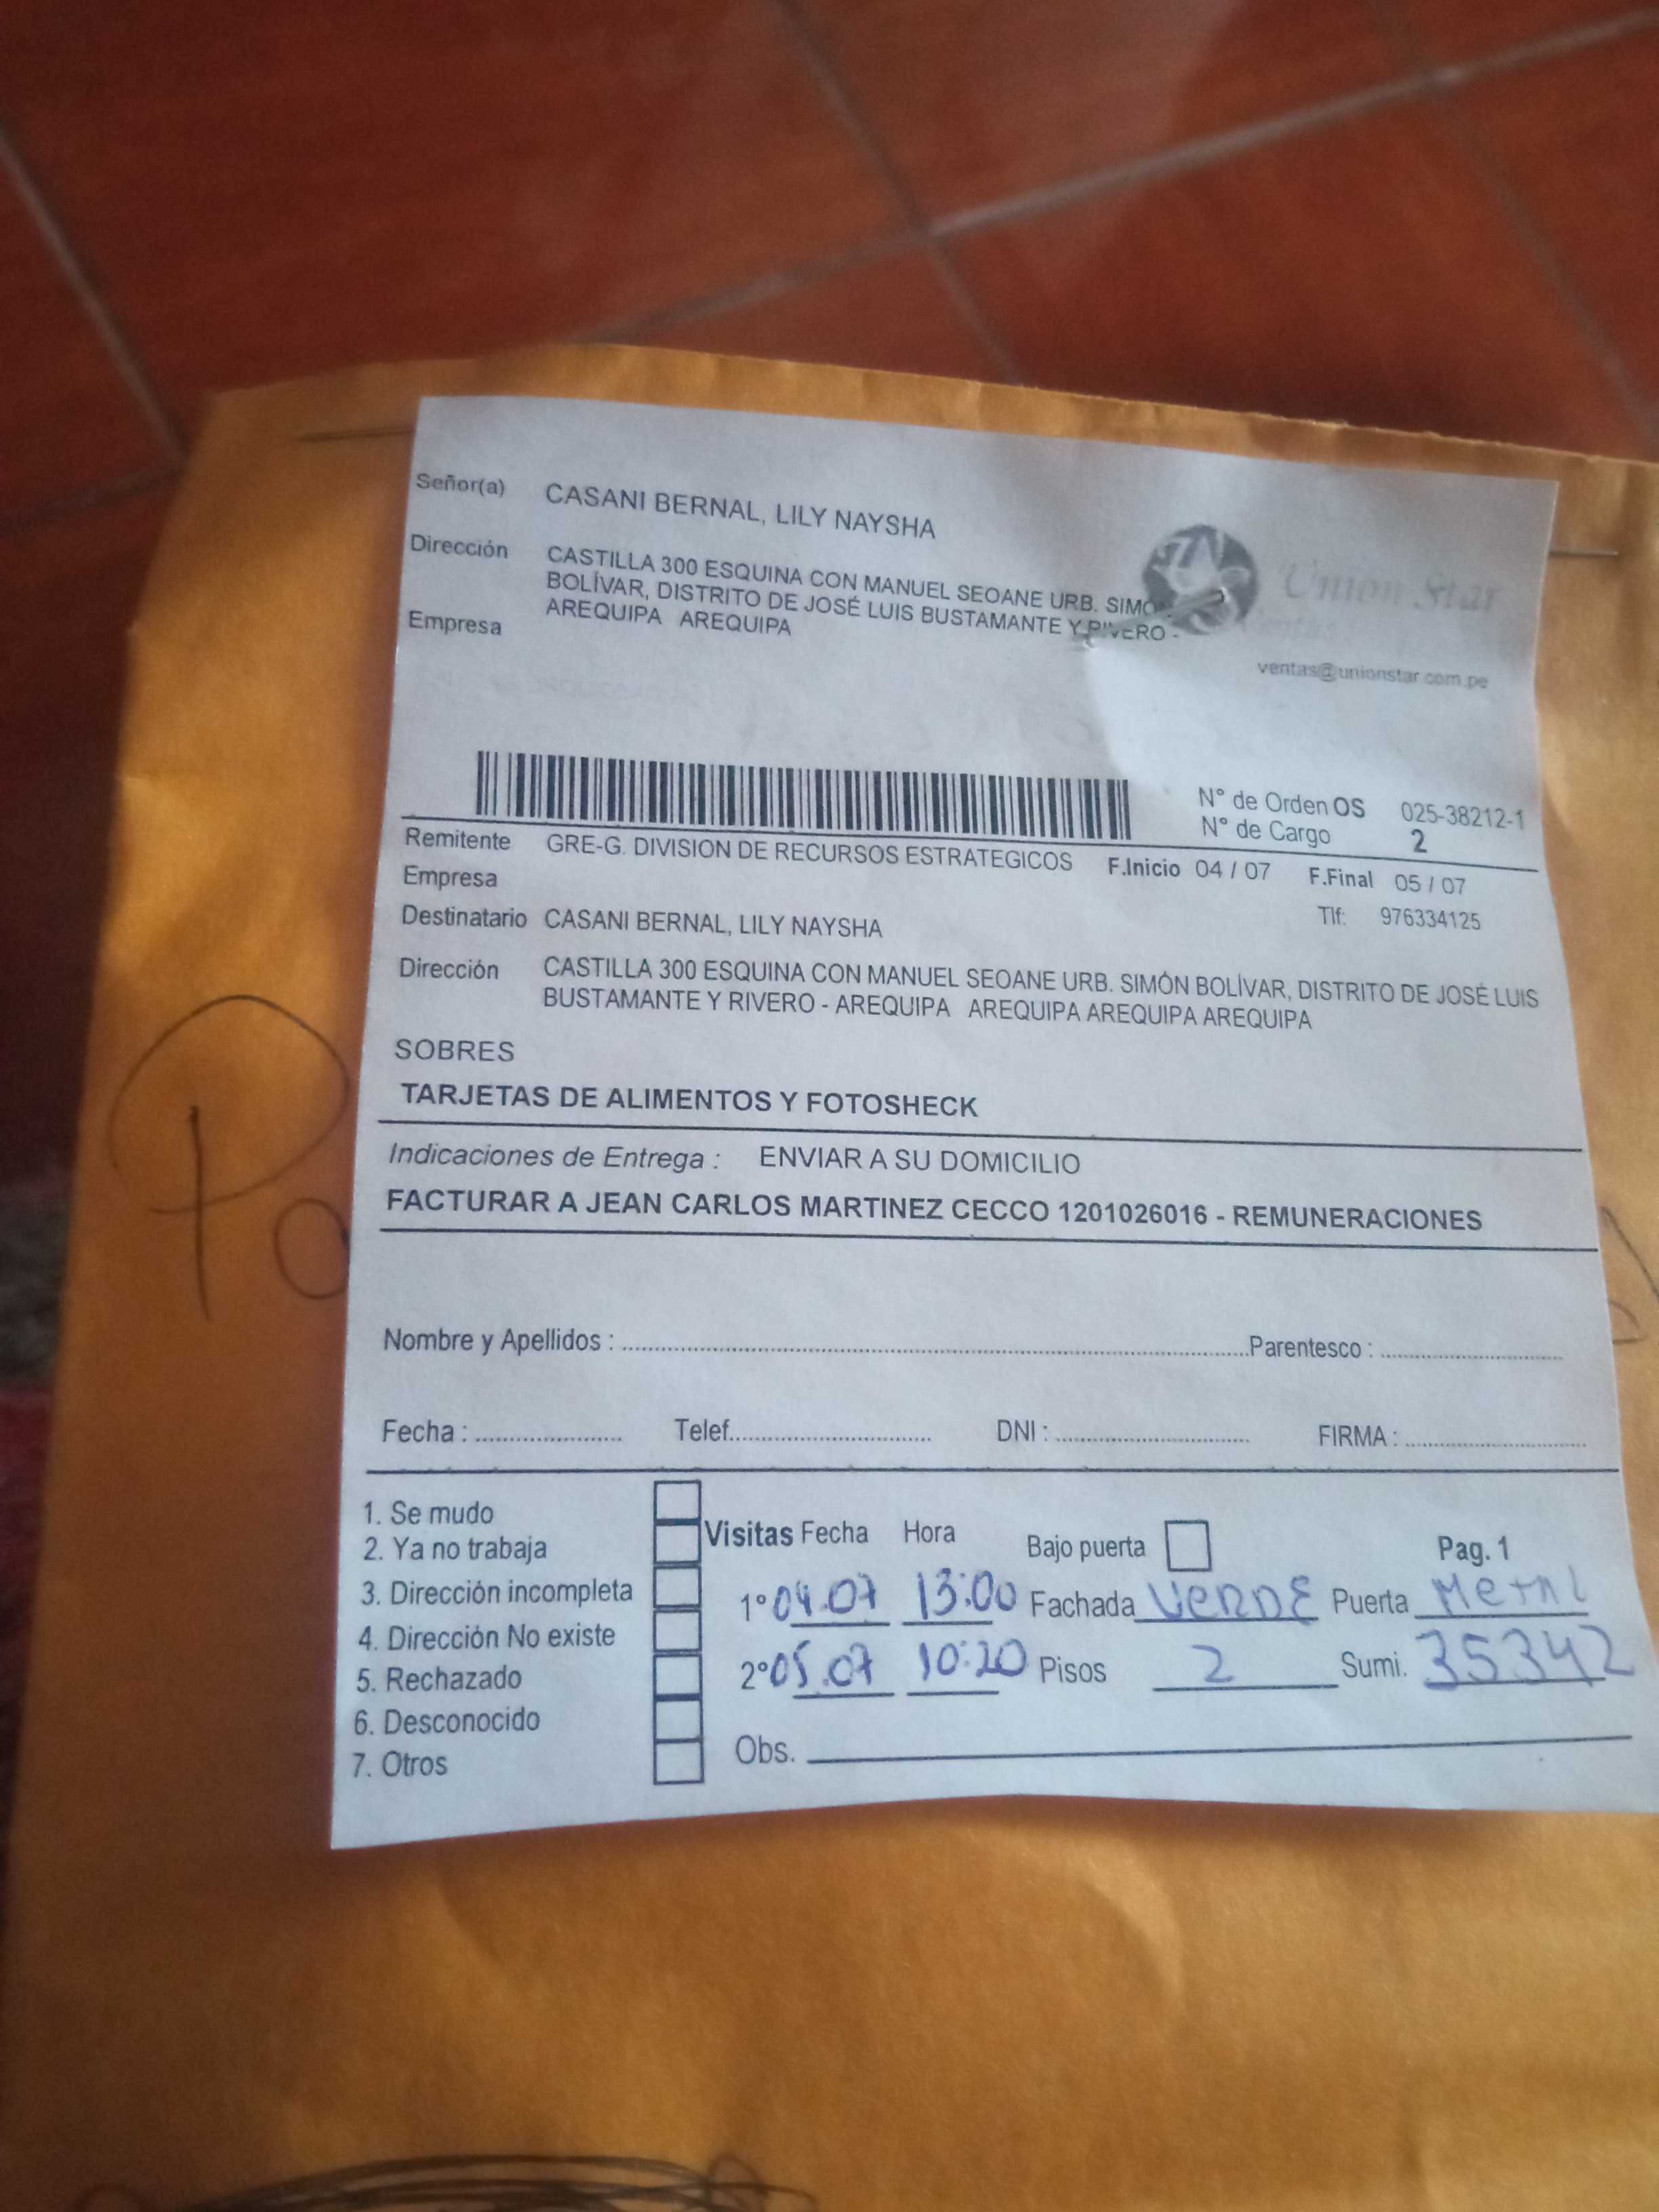 Señor(a) CASANI BERNAL, LILY NAYSHA
Dirección CASTILLA 300 ESQUINA CON MANUEL SEOANE URB. SIMÓ
BOLÍVAR, DISTRITO DE JOSÉ LUIS BUSTAMANTE Y RIVERO -
AREQUIPA AREQUIPA
Empresa
Union Star
ventas@unionstar.com.pe
N° de Orden OS 025-38212-1
N° de Cargo 2
Remitente GRE-G. DIVISION DE RECURSOS ESTRATEGICOS F.Inicio 04 / 07 F.Final 05 / 07
Empresa
Destinatario CASANI BERNAL, LILY NAYSHA Tlf: 976334125
Dirección CASTILLA 300 ESQUINA CON MANUEL SEOANE URB. SIMÓN BOLÍVAR, DISTRITO DE JOSÉ LUIS
BUSTAMANTE Y RIVERO - AREQUIPA AREQUIPA AREQUIPA AREQUIPA
SOBRES
TARJETAS DE ALIMENTOS Y FOTOSHECK
Indicaciones de Entrega : ENVIAR A SU DOMICILIO
FACTURAR A JEAN CARLOS MARTINEZ CECCO 1201026016 - REMUNERACIONES
Nombre y Apellidos : Parentesco :
Fecha : Telef. DNI : FIRMA :
1. Se mudo
2. Ya no trabaja
3. Dirección incompleta
4. Dirección No existe
5. Rechazado
6. Desconocido
7. Otros
Visitas Fecha Hora Bajo puerta Pag. 1
1° 04.07 13:00 Fachada VERDE Puerta Metal
2° 05.07 10:20 Pisos 2 Sumi. 35342
Obs.